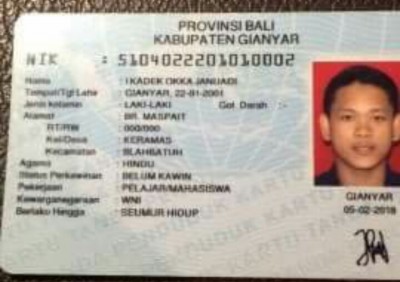 PROVINSI BALI
KABUPATEN GIANYAR
NIK : 5104022201010002
Nama : I KADEK OKKA JANUADI
Tempat/Tgl Lahir : GIANYAR, 22-01-2001
Jenis kelamin : LAKI-LAKI Gol. Darah : -
Alamat : BR. MASPAIT
RT/RW : 000/000
Kel/Desa : KERAMAS
Kecamatan : BLAHBATUH
Agama : HINDU
Status Perkawinan : BELUM KAWIN
Pekerjaan : PELAJAR/MAHASISWA
Kewarganegaraan : WNI
Berlaku Hingga : SEUMUR HIDUP
GIANYAR
05-02-2018